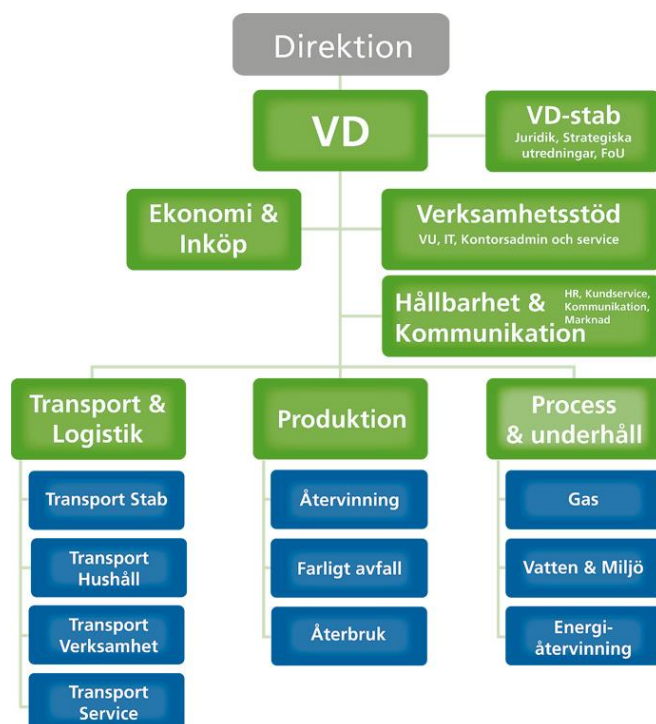 Direktion
VD
VD-stab
Juridik, Strategiska
utredningar, FoU
Ekonomi &
Inköp
Verksamhetsstöd
VU, IT, Kontorsadmin och service
Hållbarhet &
Kommunikation
HR, Kundservice,
Kommunikation,
Marknad
Transport &
Logistik
Transport Stab
Transport
Hushåll
Transport
Verksamhet
Transport
Service
Produktion
Återvinning
Farligt avfall
Återbruk
Process
& underhåll
Gas
Vatten & Miljö
Energi-
återvinning